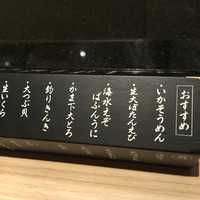 おすすめ
・いかそうめん
・生大ぼたんえび
・海水えぞ
ばふんうに
・かま下大とろ
・釣りきんき
・大つぶ貝
・生いくら